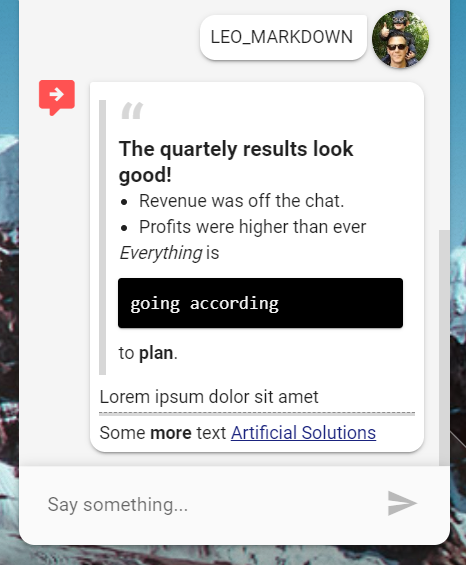 LEO_MARKDOWN
“
The quartely results look
good!
• Revenue was off the chat.
• Profits were higher than ever
Everything is
going according
to plan.
Lorem ipsum dolor sit amet
Some more text Artificial Solutions
Say something...